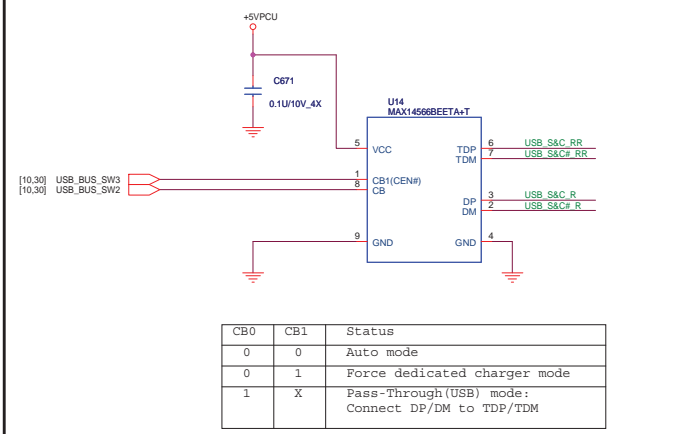 +5VPCU
C671
0.1U/10V_4X
U14
MAX14566BEETA+T
5 VCC
TDP 6 USB_S&C_RR
TDM 7 USB_S&C#_RR
[10,30] USB_BUS_SW3 1 CB1(CEN#)
[10,30] USB_BUS_SW2 8 CB
DP 3 USB_S&C_R
DM 2 USB_S&C#_R
9 GND GND 4
CB0 CB1 Status
0 0 Auto mode
0 1 Force dedicated charger mode
1 X Pass-Through(USB) mode:
Connect DP/DM to TDP/TDM